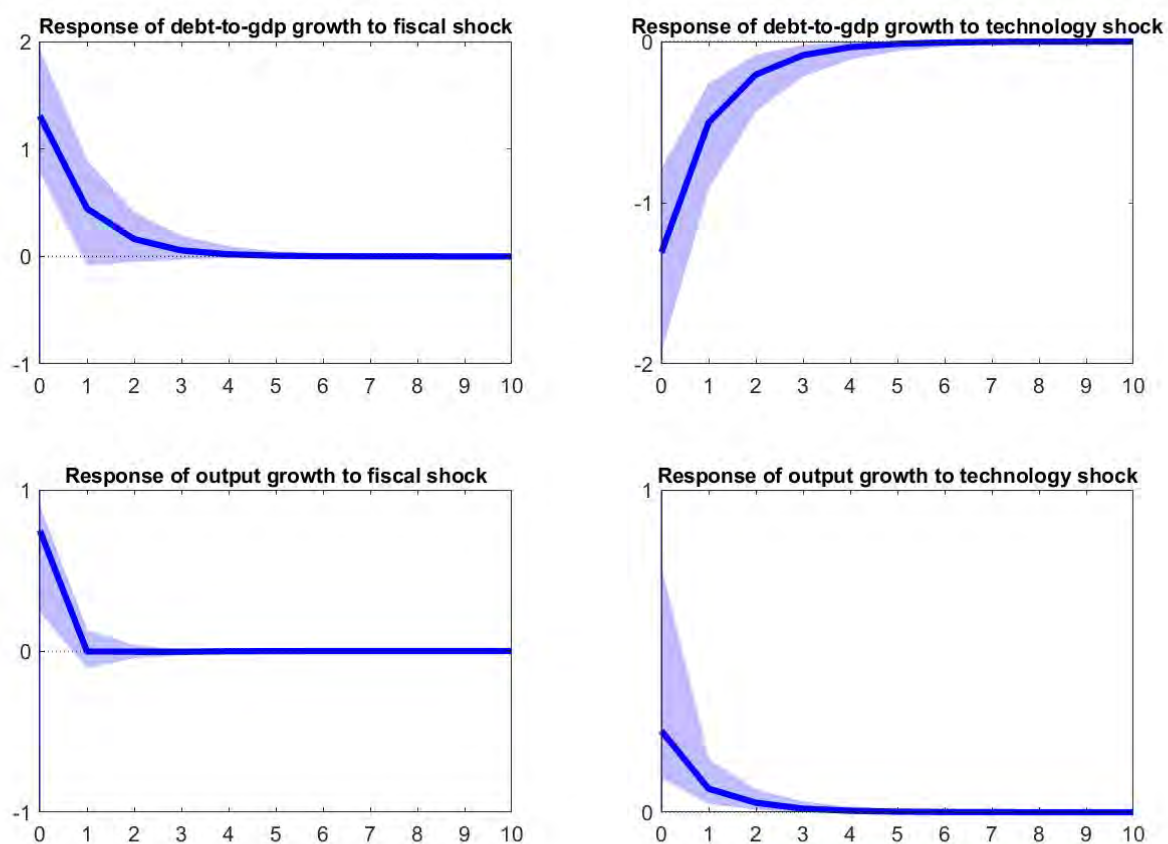 Response of debt-to-gdp growth to fiscal shock
2
1
0
-1
0 1 2 3 4 5 6 7 8 9 10
Response of debt-to-gdp growth to technology shock
0
-1
-2
0 1 2 3 4 5 6 7 8 9 10
Response of output growth to fiscal shock
1
0
-1
0 1 2 3 4 5 6 7 8 9 10
Response of output growth to technology shock
1
0
0 1 2 3 4 5 6 7 8 9 10